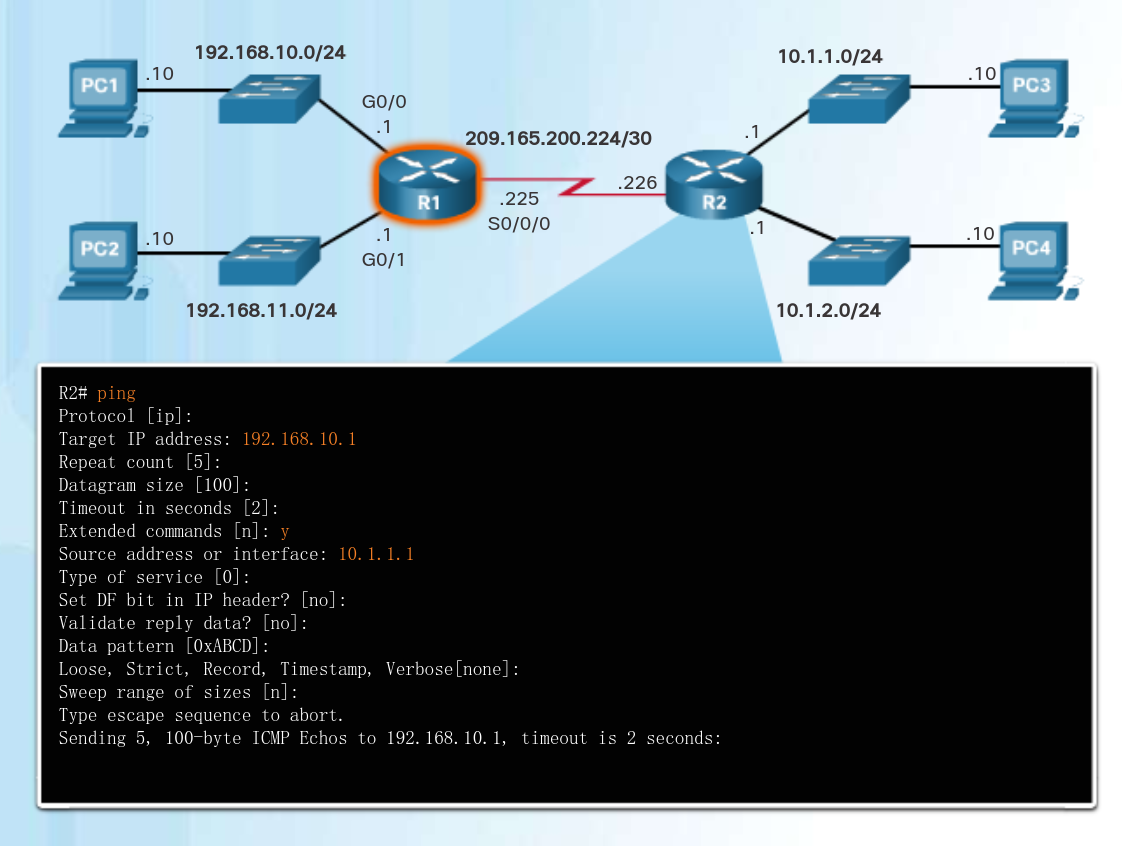 192.168.10.0/24
10.1.1.0/24
PC1
.10
.10
PC3
G0/0
.1
209.165.200.224/30
.1
R1
.225
S0/0/0
.226
R2
PC2
.10
.1
G0/1
.1
.10
PC4
192.168.11.0/24
10.1.2.0/24
R2# ping
Protocol [ip]:
Target IP address: 192.168.10.1
Repeat count [5]:
Datagram size [100]:
Timeout in seconds [2]:
Extended commands [n]: y
Source address or interface: 10.1.1.1
Type of service [0]:
Set DF bit in IP header? [no]:
Validate reply data? [no]:
Data pattern [0xABCD]:
Loose, Strict, Record, Timestamp, Verbose[none]:
Sweep range of sizes [n]:
Type escape sequence to abort.
Sending 5, 100-byte ICMP Echos to 192.168.10.1, timeout is 2 seconds: